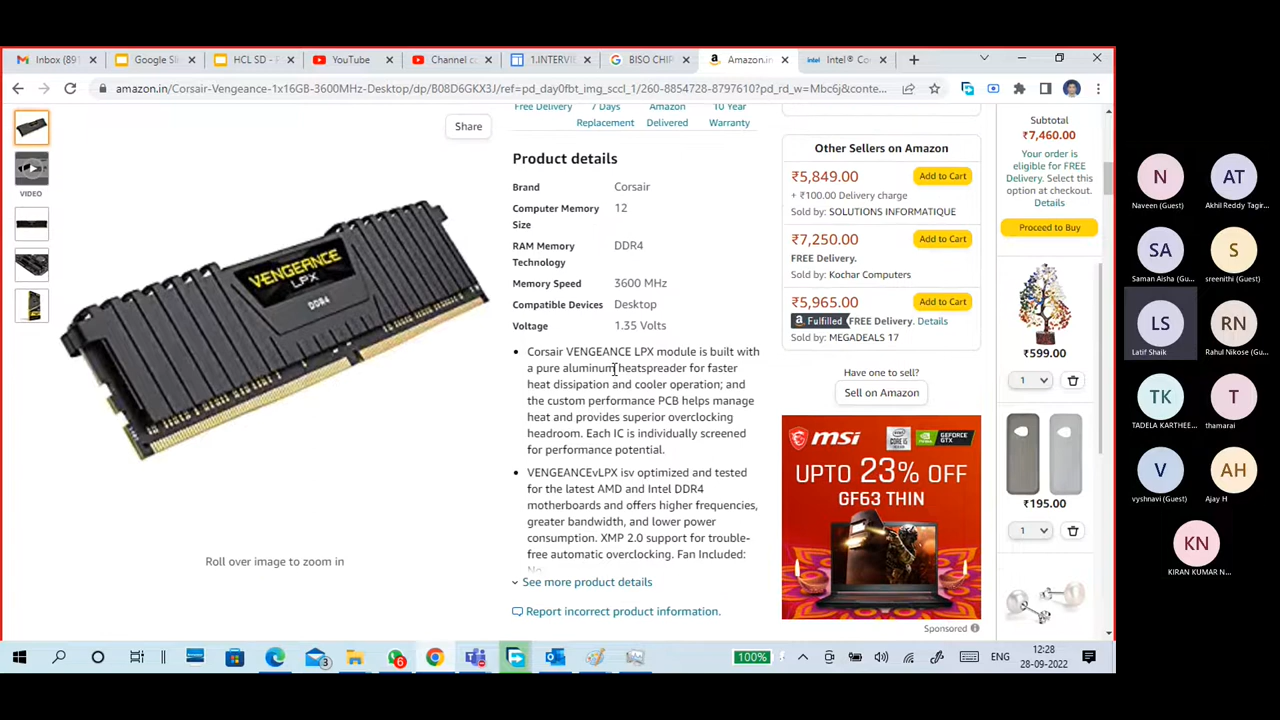 Inbox (891
Google Sli
HCL SD - P
YouTube
Channel c
1.INTERVIE
BISO CHIP
Amazon.in
Intel® Co
amazon.in/Corsair-Vengeance-1x16GB-3600MHz-Desktop/dp/B08D6GKX3J/ref=pd_day0fbt_img_sccl_1/260-8854728-8797610?pd_rd_w=Mbc6j&conte...
VIDEO
VENGEANCE
LPX
DDR4
Roll over image to zoom in
Share
Free Delivery
7 Days
Replacement
Amazon
Delivered
10 Year
Warranty
Product details
Brand Corsair
Computer Memory 12
Size
RAM Memory DDR4
Technology
Memory Speed 3600 MHz
Compatible Devices Desktop
Voltage 1.35 Volts
Corsair VENGEANCE LPX module is built with
a pure aluminum heatspreader for faster
heat dissipation and cooler operation; and
the custom performance PCB helps manage
heat and provides superior overclocking
headroom. Each IC is individually screened
for performance potential.
VENGEANCEvLPX isv optimized and tested
for the latest AMD and Intel DDR4
motherboards and offers higher frequencies,
greater bandwidth, and lower power
consumption. XMP 2.0 support for trouble-
free automatic overclocking. Fan Included:
No
See more product details
Report incorrect product information.
Other Sellers on Amazon
₹5,849.00 Add to Cart
+ ₹100.00 Delivery charge
Sold by: SOLUTIONS INFORMATIQUE
₹7,250.00 Add to Cart
FREE Delivery.
Sold by: Kochar Computers
₹5,965.00 Add to Cart
a Fulfilled FREE Delivery. Details
Sold by: MEGADEALS 17
Have one to sell?
Sell on Amazon
msi
GEFORCE
GTX
UPTO 23% OFF
GF63 THIN
Sponsored
Subtotal
₹7,460.00
Your order is
eligible for FREE
Delivery. Select this
option at checkout.
Details
Proceed to Buy
₹599.00
1
₹195.00
1
N
Naveen (Guest)
AT
Akhil Reddy Tagir...
SA
Saman Aisha (Gu...
S
sreenithi (Guest)
LS
Latif Shaik
RN
Rahul Nikose (Gu...
TK
TADELA KARTHEE...
T
thamarai
V
vyshnavi (Guest)
AH
Ajay H
KN
KIRAN KUMAR N...
3
6
100%
ENG
12:28
28-09-2022